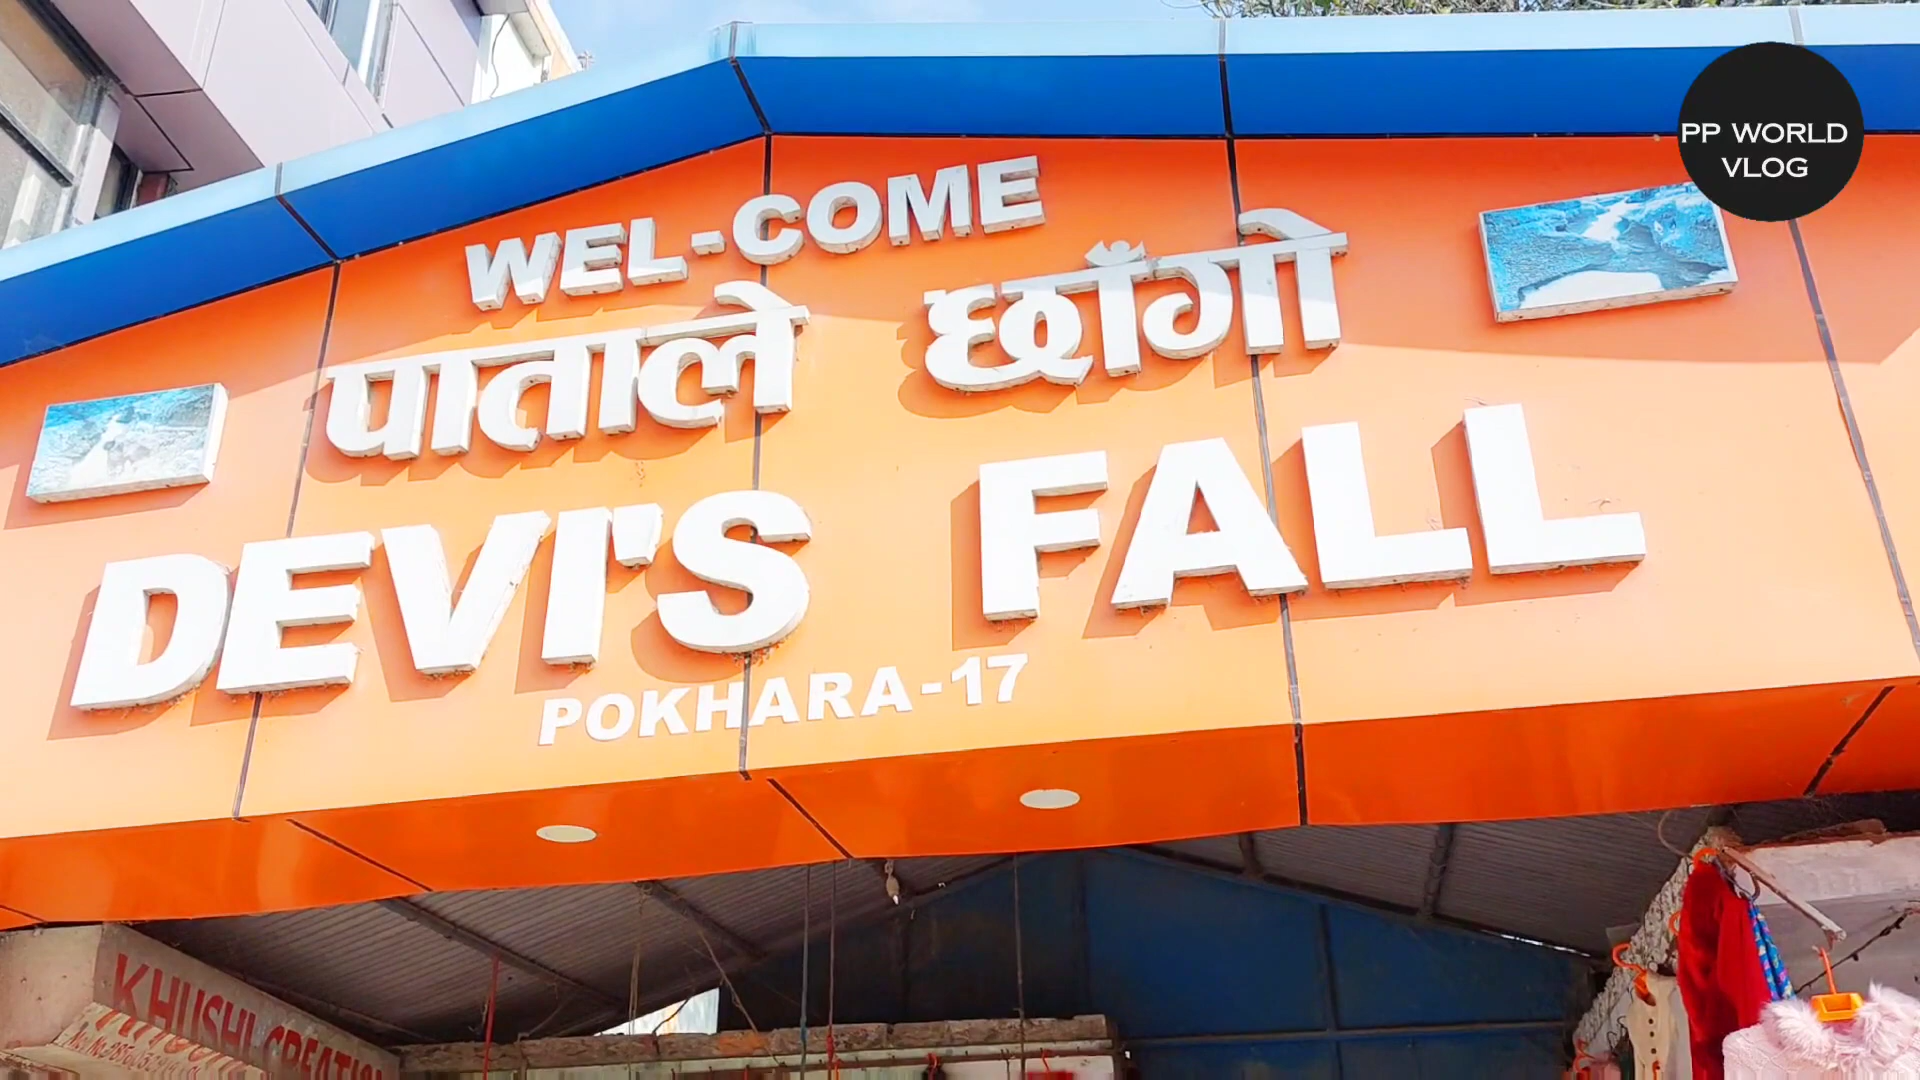 WEL-COME
पाताले छाँगो
DEVI'S FALL
POKHARA-17
PP WORLD
VLOG
KHUSHI CREATION